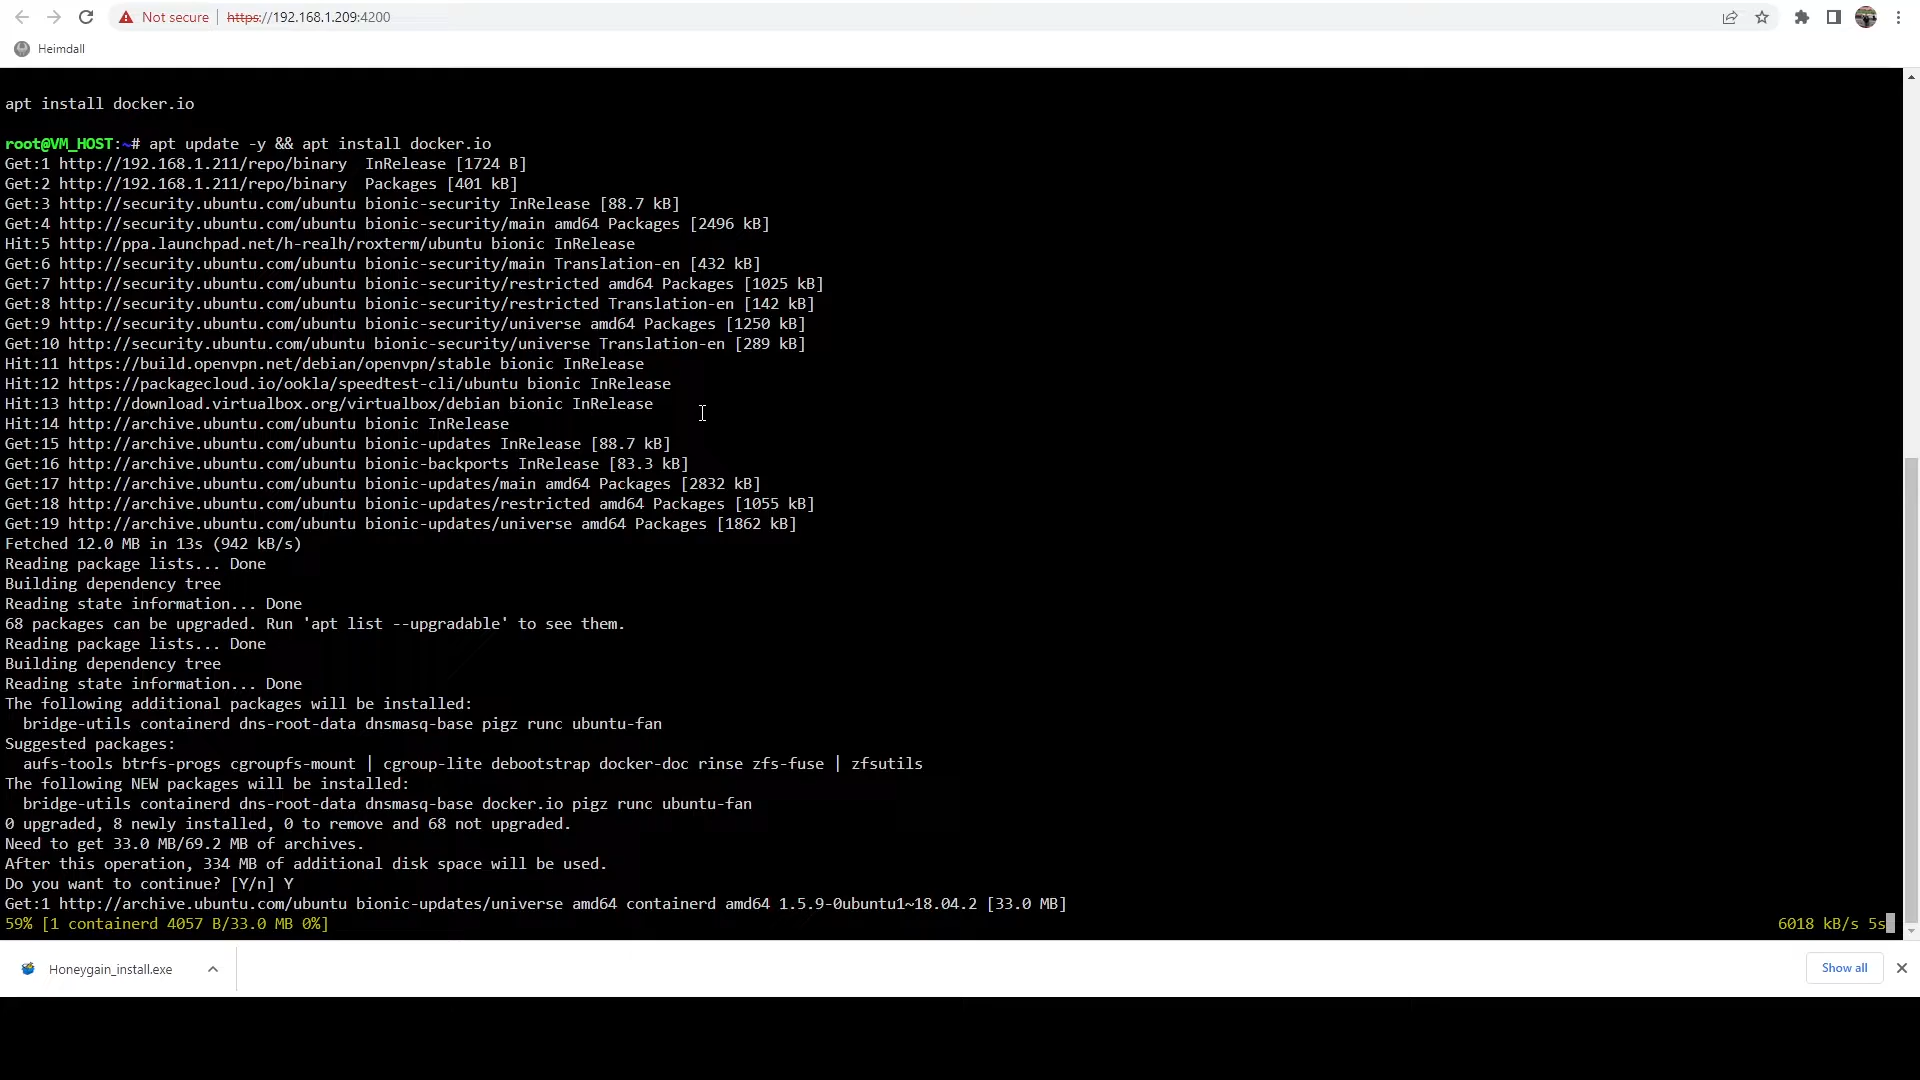 Not secure | https://192.168.1.209:4200
Heimdall
apt install docker.io
root@VM_HOST:~# apt update -y && apt install docker.io
Get:1 http://192.168.1.211/repo/binary  InRelease [1724 B]
Get:2 http://192.168.1.211/repo/binary  Packages [401 kB]
Get:3 http://security.ubuntu.com/ubuntu bionic-security InRelease [88.7 kB]
Get:4 http://security.ubuntu.com/ubuntu bionic-security/main amd64 Packages [2496 kB]
Hit:5 http://ppa.launchpad.net/h-realh/roxterm/ubuntu bionic InRelease
Get:6 http://security.ubuntu.com/ubuntu bionic-security/main Translation-en [432 kB]
Get:7 http://security.ubuntu.com/ubuntu bionic-security/restricted amd64 Packages [1025 kB]
Get:8 http://security.ubuntu.com/ubuntu bionic-security/restricted Translation-en [142 kB]
Get:9 http://security.ubuntu.com/ubuntu bionic-security/universe amd64 Packages [1250 kB]
Get:10 http://security.ubuntu.com/ubuntu bionic-security/universe Translation-en [289 kB]
Hit:11 https://build.openvpn.net/debian/openvpn/stable bionic InRelease
Hit:12 https://packagecloud.io/ookla/speedtest-cli/ubuntu bionic InRelease
Hit:13 http://download.virtualbox.org/virtualbox/debian bionic InRelease
Hit:14 http://archive.ubuntu.com/ubuntu bionic InRelease
Get:15 http://archive.ubuntu.com/ubuntu bionic-updates InRelease [88.7 kB]
Get:16 http://archive.ubuntu.com/ubuntu bionic-backports InRelease [83.3 kB]
Get:17 http://archive.ubuntu.com/ubuntu bionic-updates/main amd64 Packages [2832 kB]
Get:18 http://archive.ubuntu.com/ubuntu bionic-updates/restricted amd64 Packages [1055 kB]
Get:19 http://archive.ubuntu.com/ubuntu bionic-updates/universe amd64 Packages [1862 kB]
Fetched 12.0 MB in 13s (942 kB/s)
Reading package lists... Done
Building dependency tree
Reading state information... Done
68 packages can be upgraded. Run 'apt list --upgradable' to see them.
Reading package lists... Done
Building dependency tree
Reading state information... Done
The following additional packages will be installed:
  bridge-utils containerd dns-root-data dnsmasq-base pigz runc ubuntu-fan
Suggested packages:
  aufs-tools btrfs-progs cgroupfs-mount | cgroup-lite debootstrap docker-doc rinse zfs-fuse | zfsutils
The following NEW packages will be installed:
  bridge-utils containerd dns-root-data dnsmasq-base docker.io pigz runc ubuntu-fan
0 upgraded, 8 newly installed, 0 to remove and 68 not upgraded.
Need to get 33.0 MB/69.2 MB of archives.
After this operation, 334 MB of additional disk space will be used.
Do you want to continue? [Y/n] Y
Get:1 http://archive.ubuntu.com/ubuntu bionic-updates/universe amd64 containerd amd64 1.5.9-0ubuntu1~18.04.2 [33.0 MB]
59% [1 containerd 4057 B/33.0 MB 0%] 6018 kB/s 5s
Honeygain_install.exe
Show all